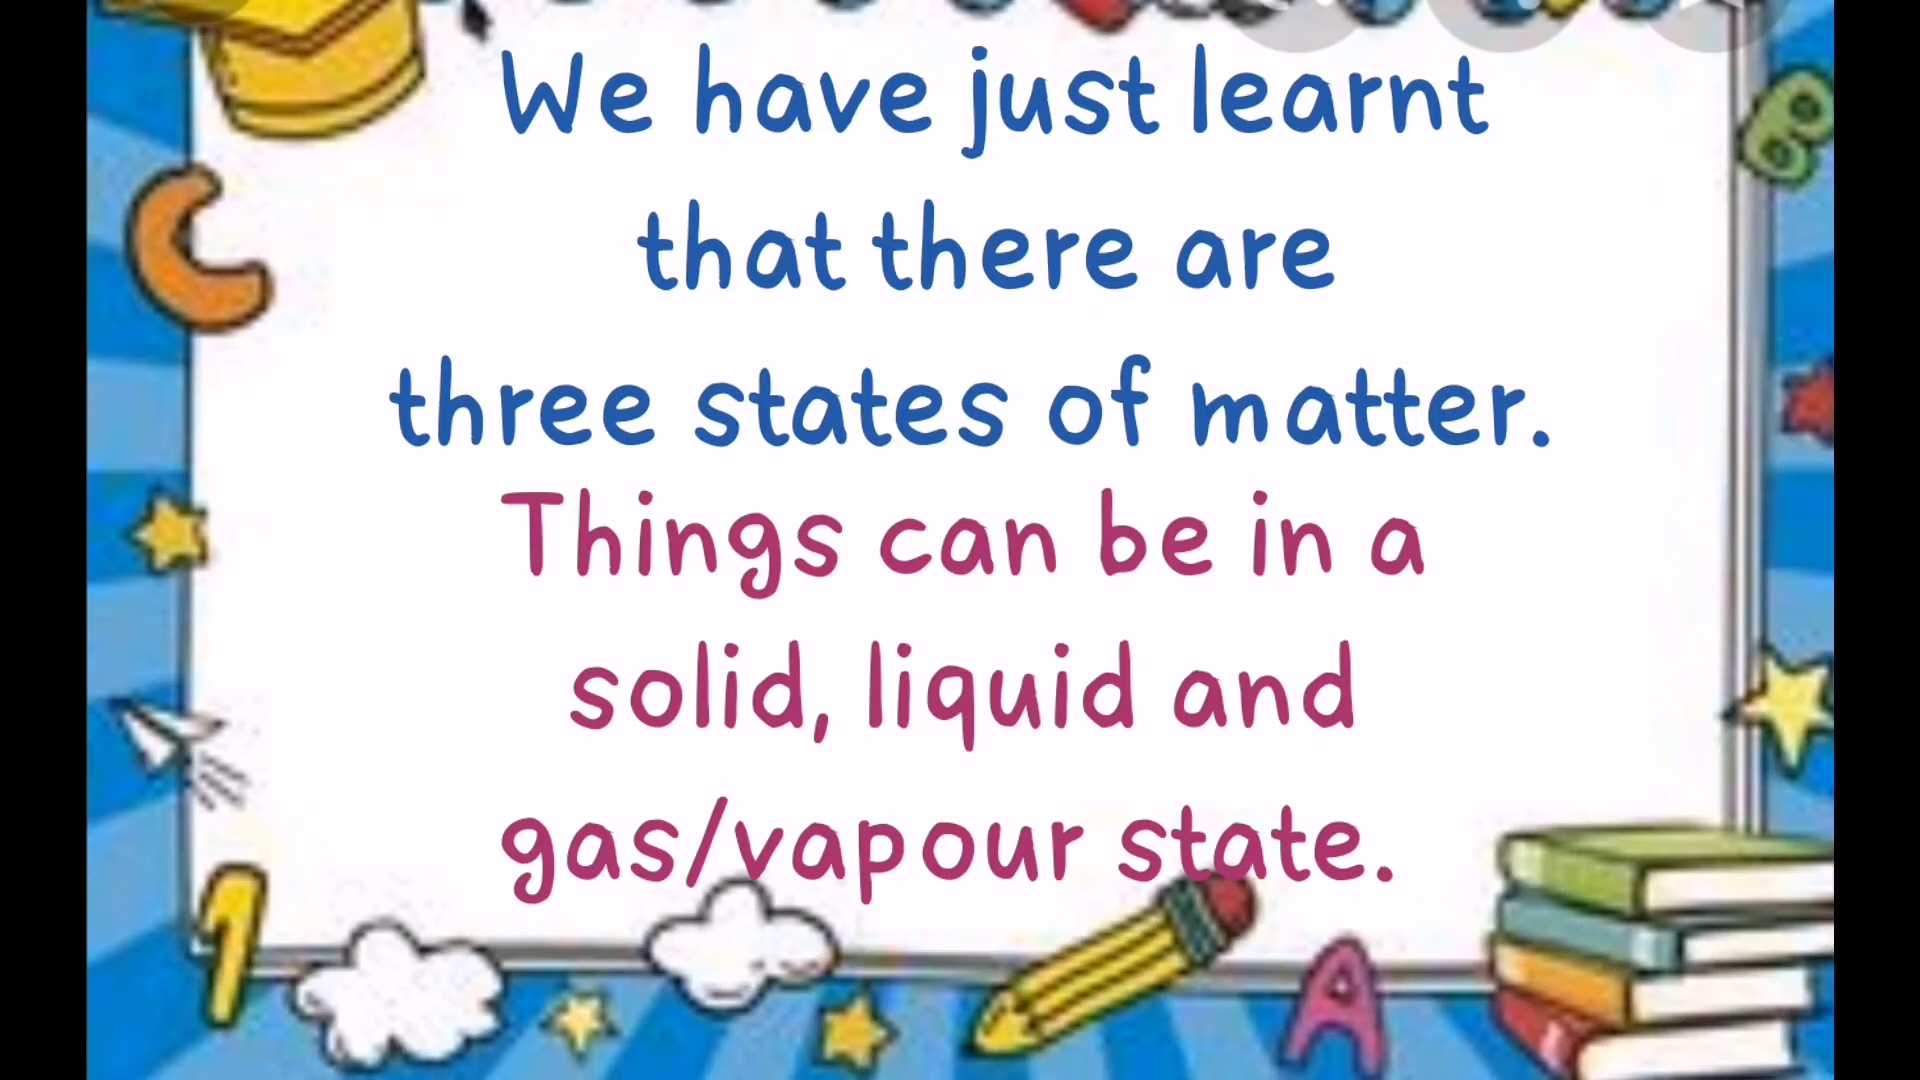 We have just learnt
that there are
three states of matter.
Things can be in a
solid, liquid and
gas/vapour state.
C
B
1
A